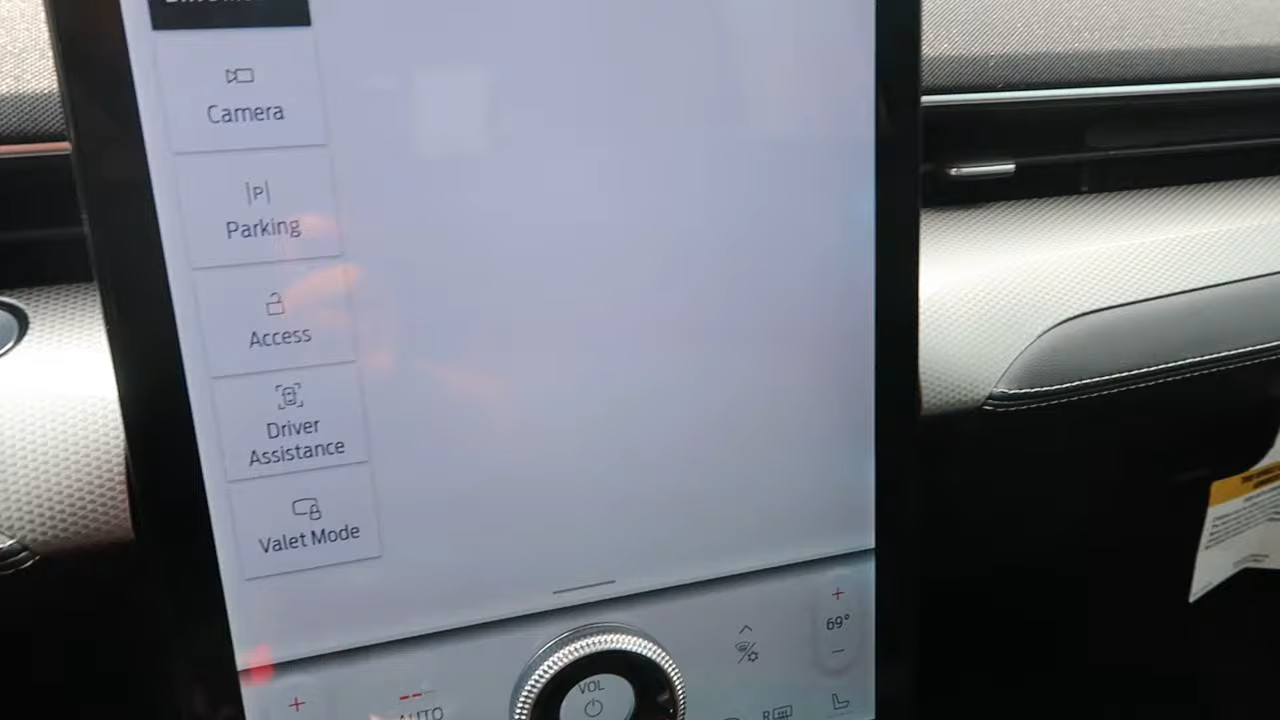 Camera
|P|
Parking
Access
Driver
Assistance
Valet Mode
+
69°
−
VOL
+
AUTO
R